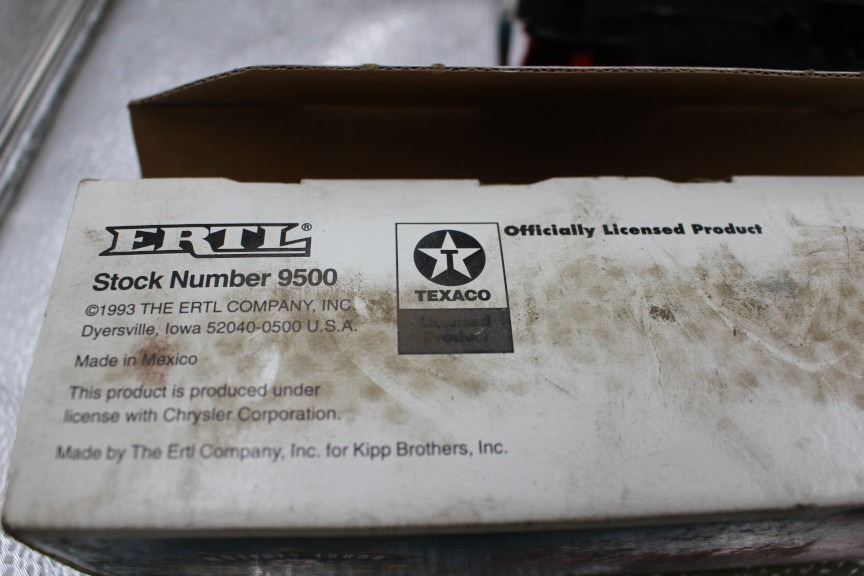 ERTL®
Stock Number 9500
©1993 THE ERTL COMPANY, INC.
Dyersville, Iowa 52040-0500 U.S.A.
Made in Mexico
This product is produced under
license with Chrysler Corporation.
Made by The Ertl Company, Inc. for Kipp Brothers, Inc.
T
TEXACO
Licensed
Product
Officially Licensed Product